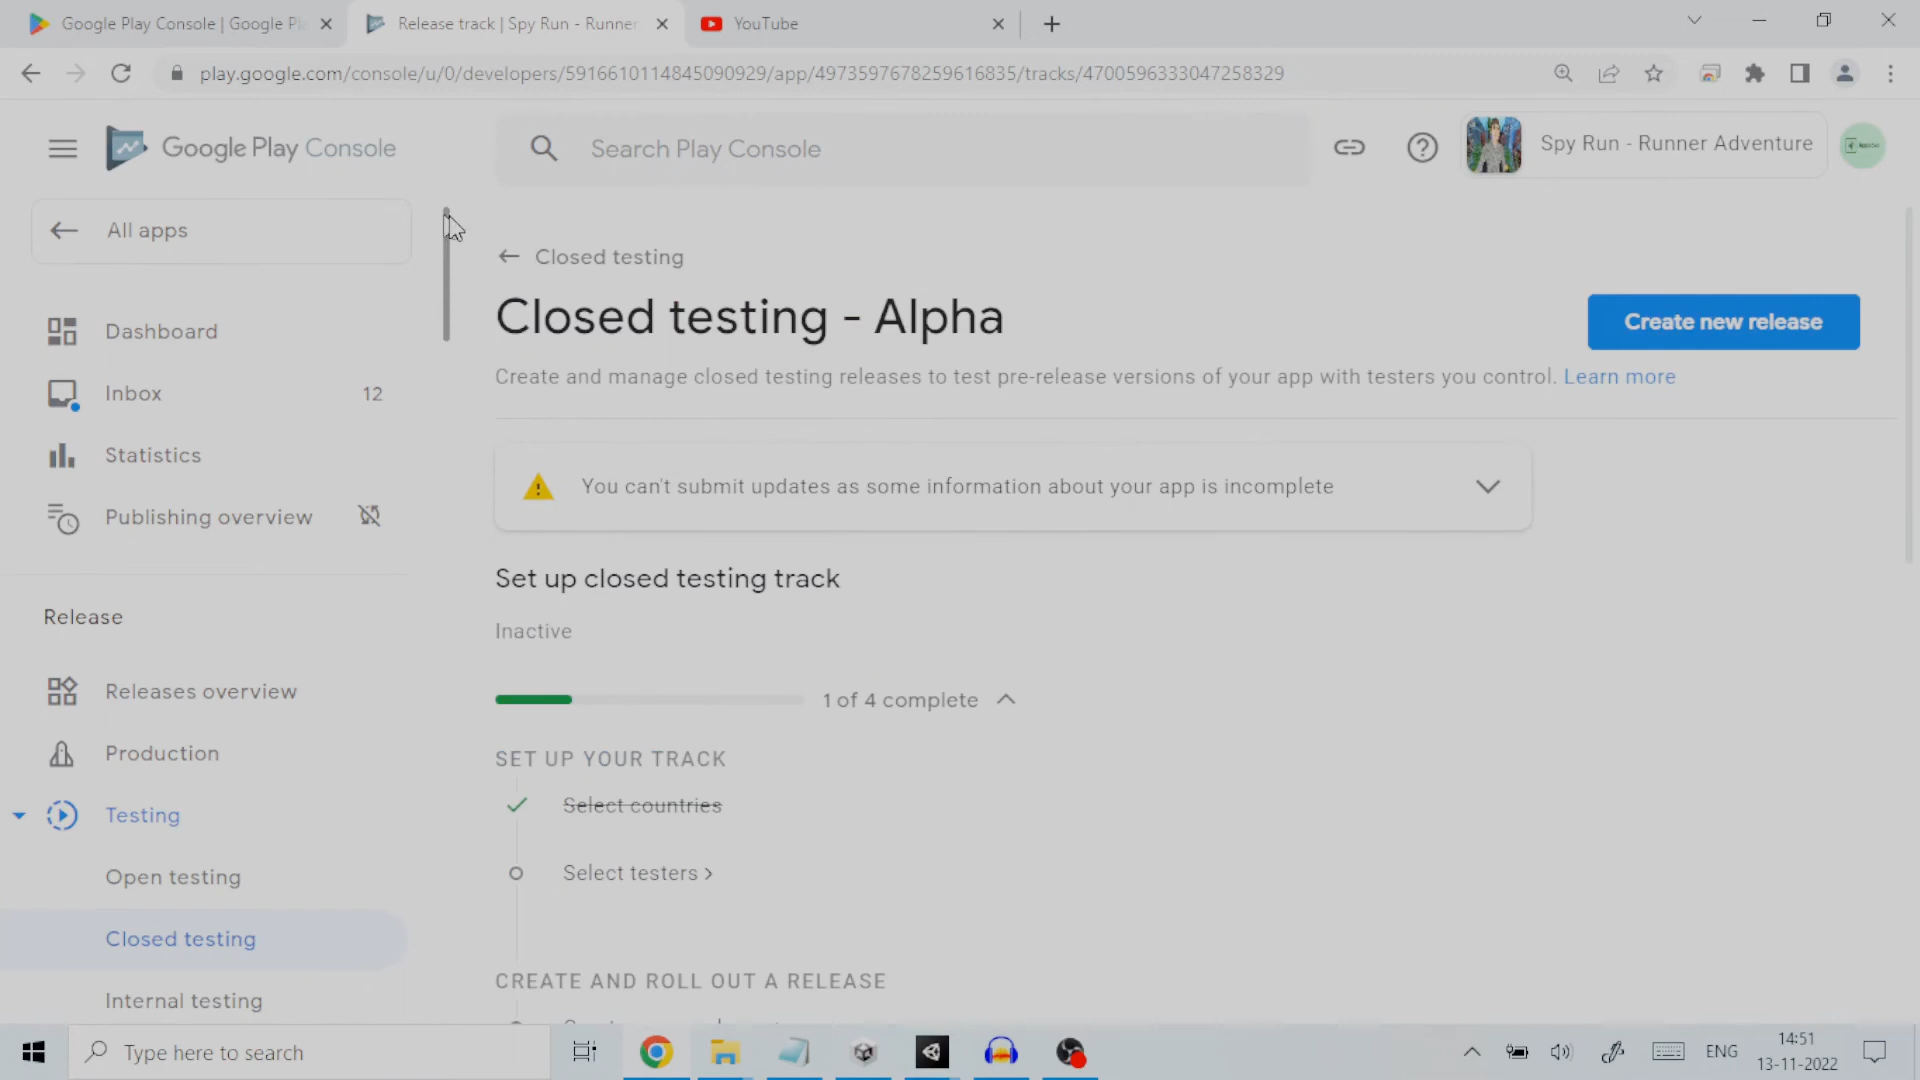 Google Play Console | Google Pl
Release track | Spy Run - Runner
YouTube
play.google.com/console/u/0/developers/5916610114845090929/app/4973597678259616835/tracks/4700596333047258329
Google Play Console
Search Play Console
Spy Run - Runner Adventure
All apps
Closed testing
Closed testing - Alpha
Create new release
Dashboard
Create and manage closed testing releases to test pre-release versions of your app with testers you control. Learn more
Inbox 12
Statistics
You can't submit updates as some information about your app is incomplete
Publishing overview
Set up closed testing track
Release
Inactive
Releases overview
1 of 4 complete
Production
SET UP YOUR TRACK
Testing
Select countries
Open testing
Select testers
Closed testing
CREATE AND ROLL OUT A RELEASE
Internal testing
Type here to search
ENG
14:51
13-11-2022